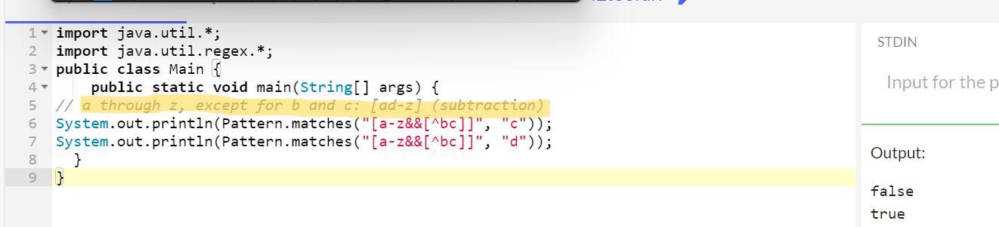 1 import java.util.*;
2 import java.util.regex.*;
3 public class Main {
4 public static void main(String[] args) {
5 // a through z, except for b and c: [ad-z] (subtraction)
6 System.out.println(Pattern.matches("[a-z&&[^bc]]", "c"));
7 System.out.println(Pattern.matches("[a-z&&[^bc]]", "d"));
8 }
9 }
STDIN
Input for the p
Output:
false
true